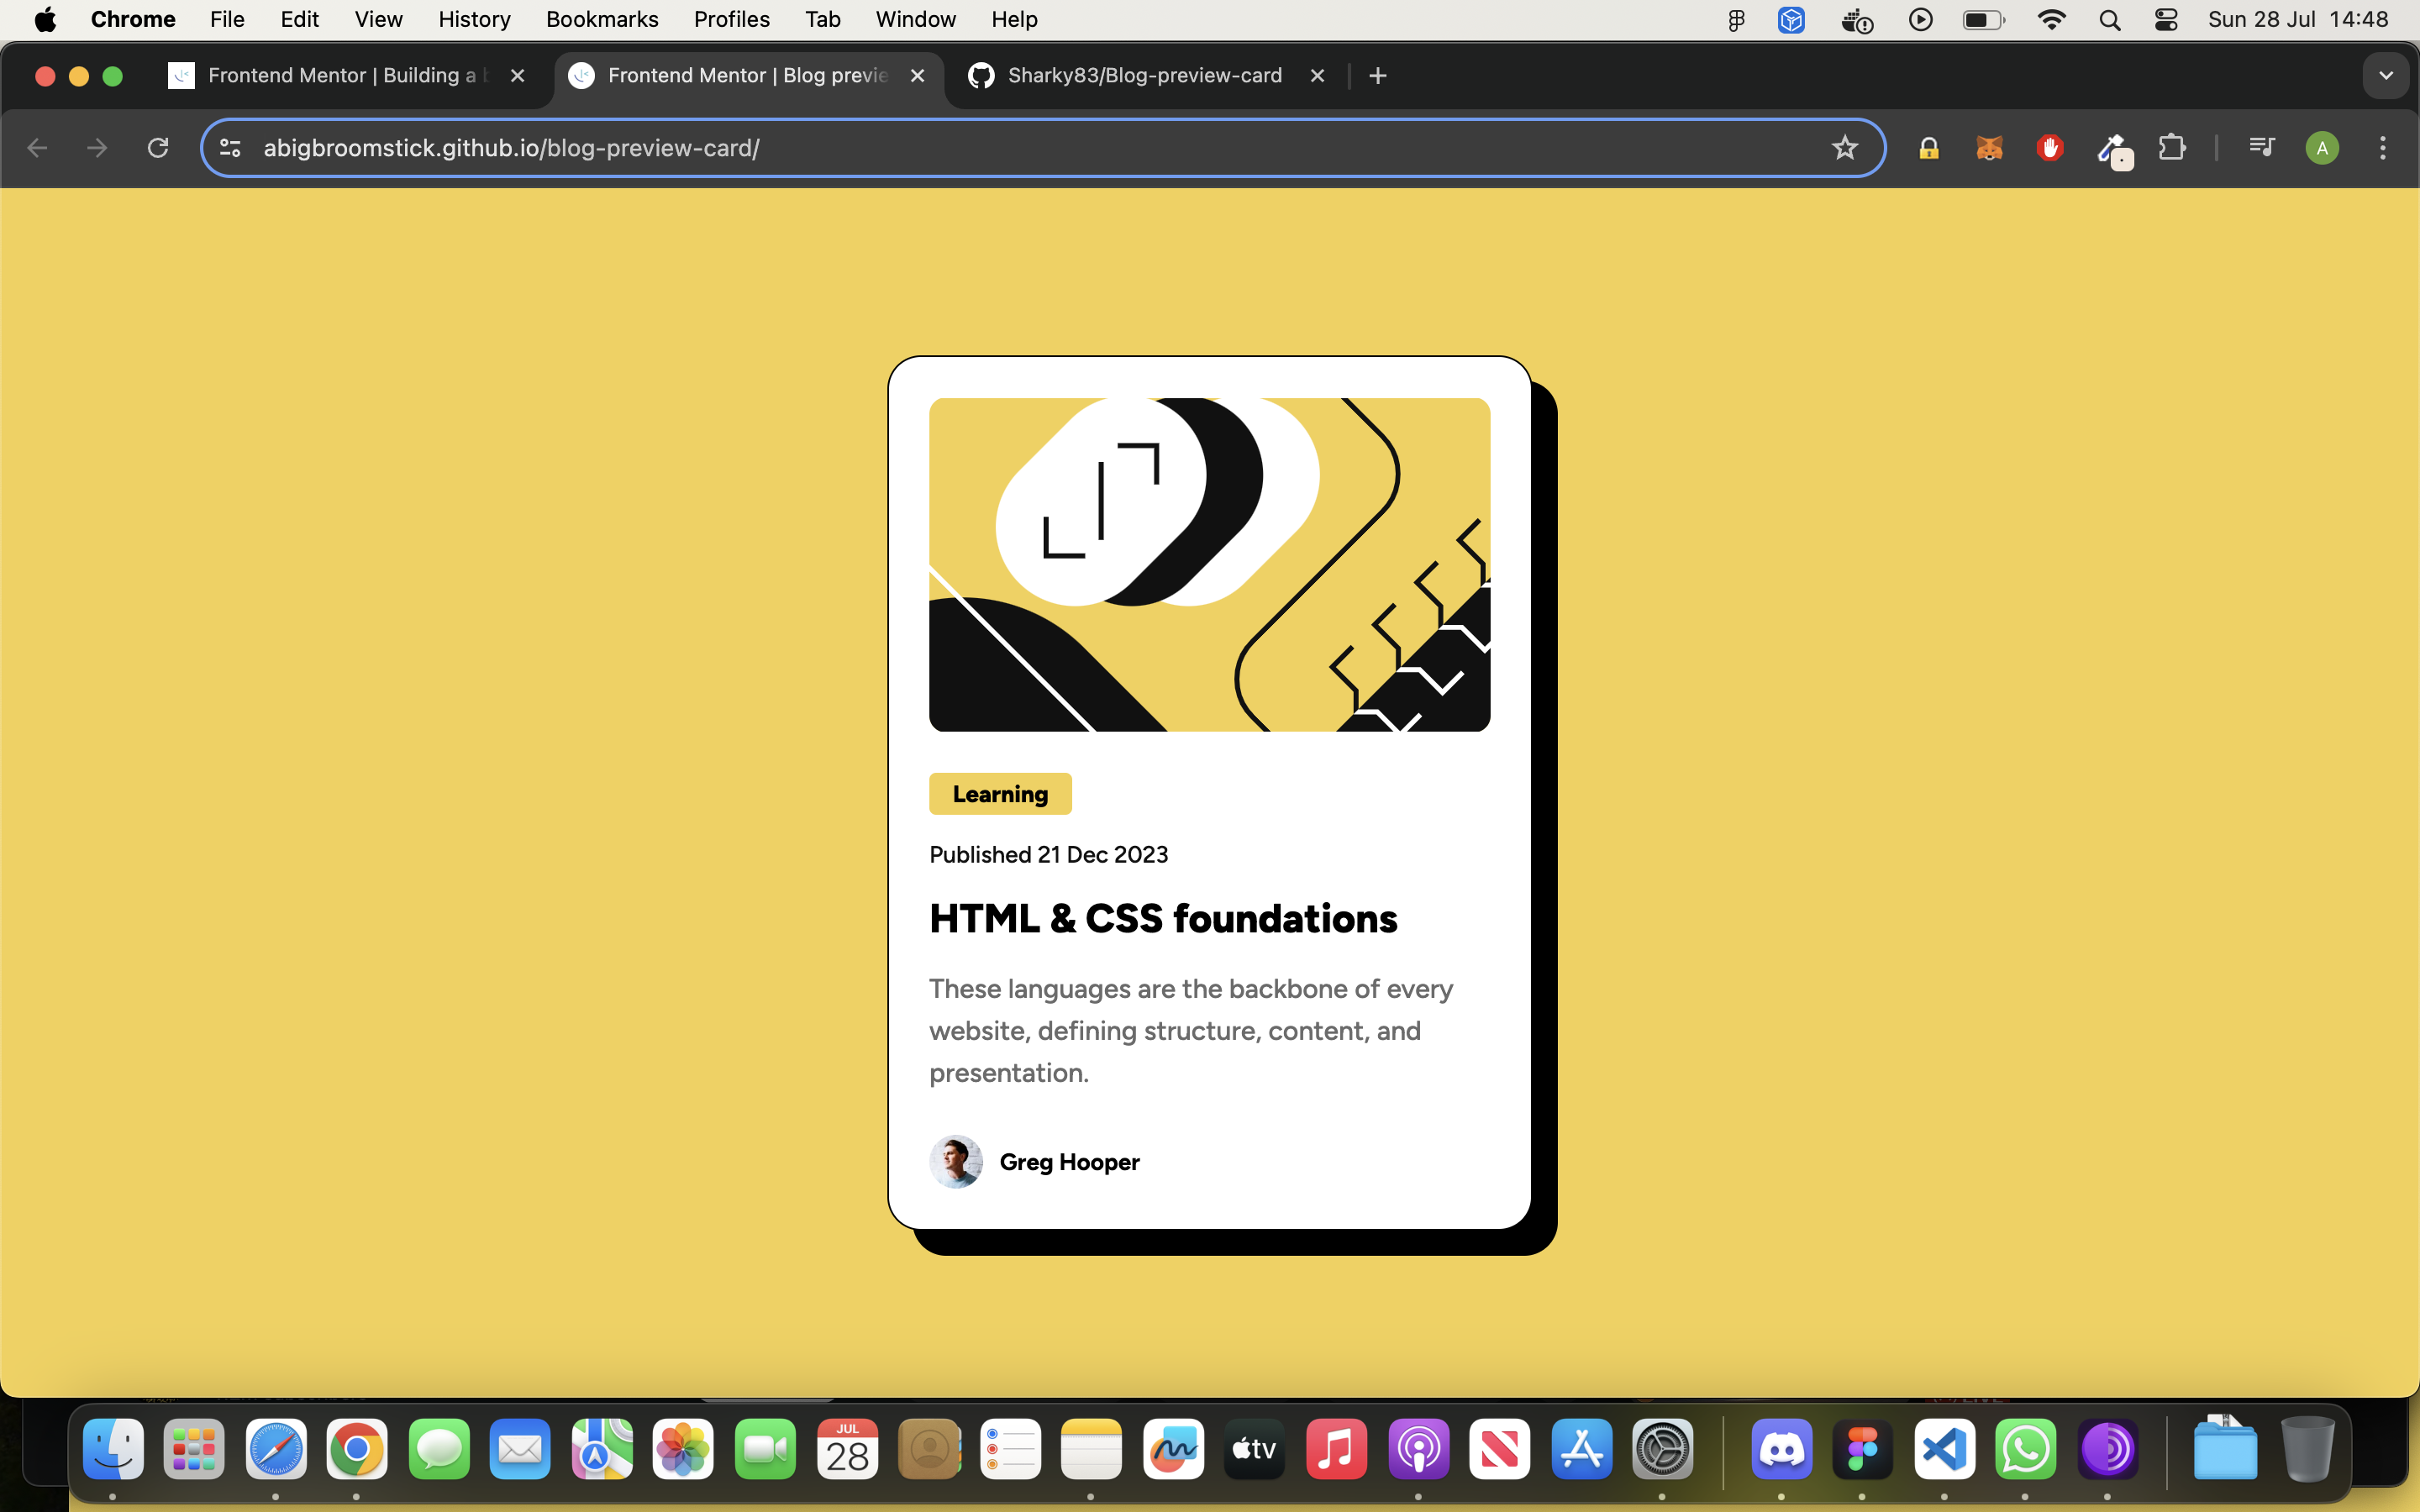 Chrome File Edit View History Bookmarks Profiles Tab Window Help Sun 28 Jul 14:48
Frontend Mentor | Building a Frontend Mentor | Blog previe Sharky83/Blog-preview-card
abigbroomstick.github.io/blog-preview-card/ A
Learning
Published 21 Dec 2023
HTML & CSS foundations
These languages are the backbone of every
website, defining structure, content, and
presentation.
Greg Hooper
JUL
28
tv